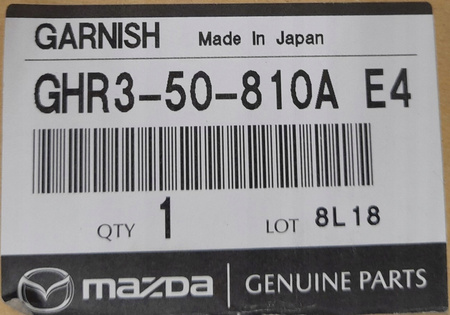 GARNISH Made In Japan
GHR3-50-810A E4
QTY 1 LOT 8L18
mazda GENUINE PARTS